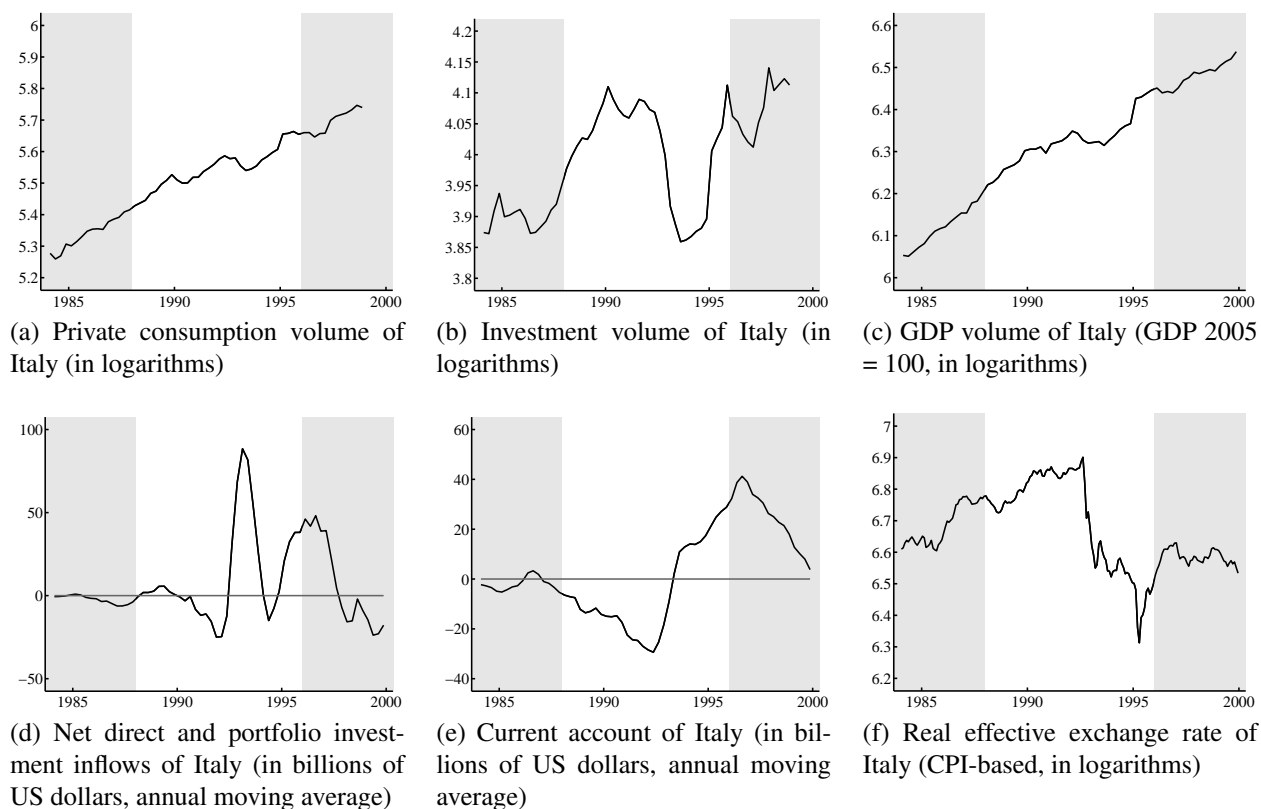 6
5.9
5.8
5.7
5.6
5.5
5.4
5.3
5.2
1985 1990 1995 2000
(a) Private consumption volume of
Italy (in logarithms)
4.2
4.15
4.1
4.05
4
3.95
3.9
3.85
3.8
1985 1990 1995 2000
(b) Investment volume of Italy (in
logarithms)
6.6
6.5
6.4
6.3
6.2
6.1
6
1985 1990 1995 2000
(c) GDP volume of Italy (GDP 2005
= 100, in logarithms)
100
50
0
−50
1985 1990 1995 2000
(d) Net direct and portfolio invest-
ment inflows of Italy (in billions of
US dollars, annual moving average)
60
40
20
0
−20
−40
1985 1990 1995 2000
(e) Current account of Italy (in bil-
lions of US dollars, annual moving
average)
7
6.9
6.8
6.7
6.6
6.5
6.4
6.3
6.2
1985 1990 1995 2000
(f) Real effective exchange rate of
Italy (CPI-based, in logarithms)